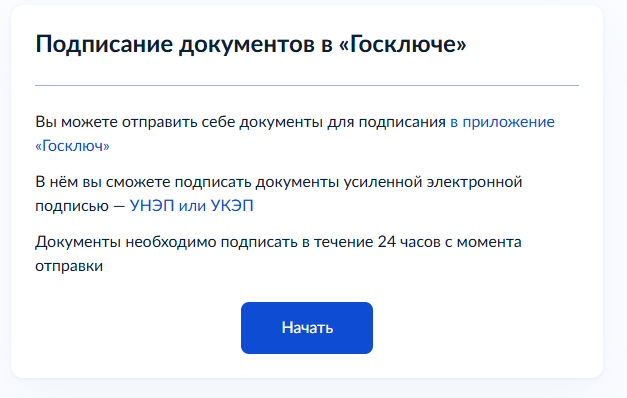 Подписание документов в «Госключе»
Вы можете отправить себе документы для подписания в приложение
«Госключ»
В нём вы сможете подписать документы усиленной электронной
подписью — УНЭП или УКЭП
Документы необходимо подписать в течение 24 часов с момента
отправки
Начать